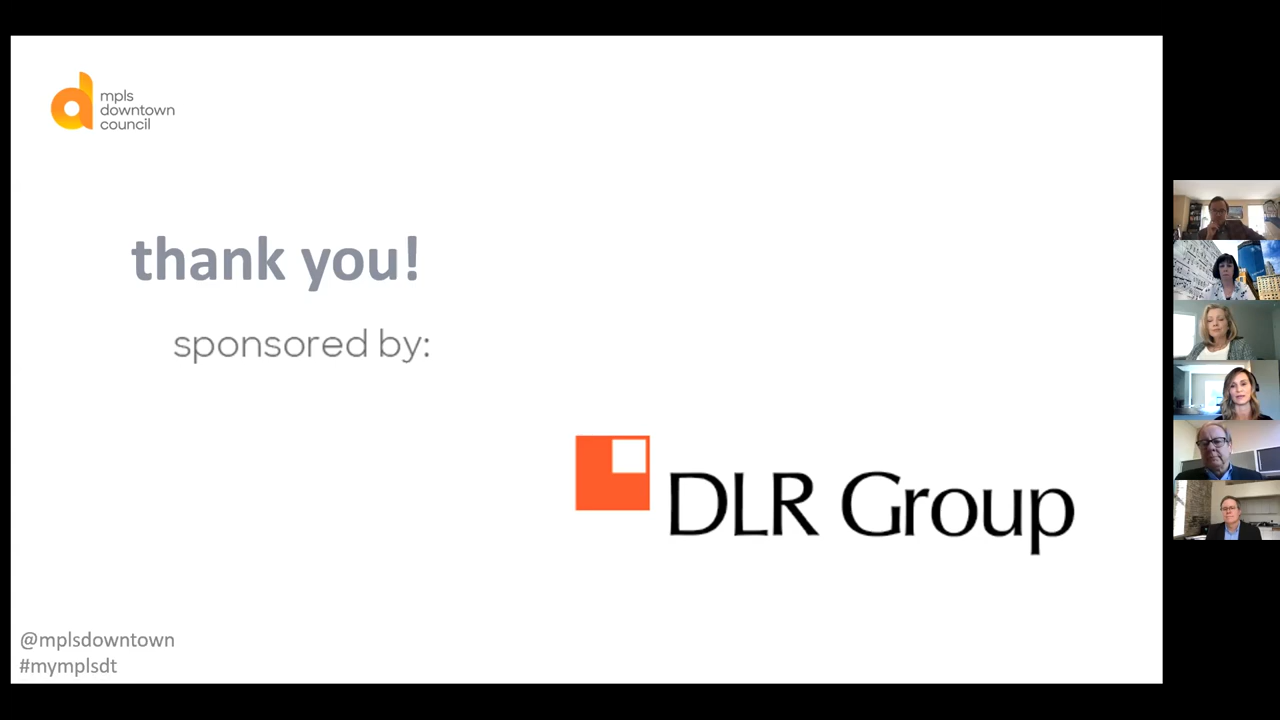 mpls
downtown
council
thank you!
sponsored by:
DLR Group
@mplsdowntown
#mymplsdt